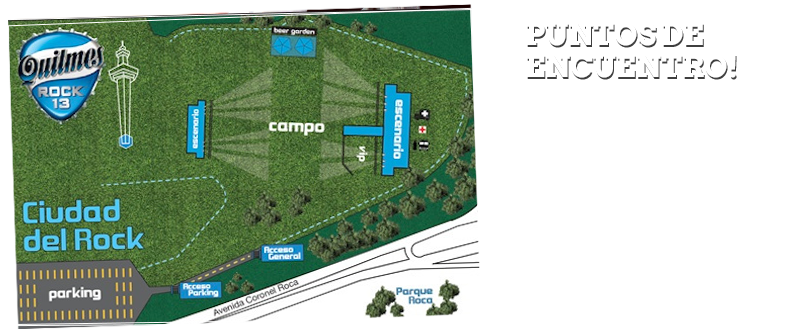 Quilmes
ROCK
13
beer garden
escenario
campo
escenario
vip
Ciudad
del Rock
Acceso
General
Acceso
Parking
parking
Avenida Coronel Roca
Parque
Roca
PUNTOS DE
ENCUENTRO!